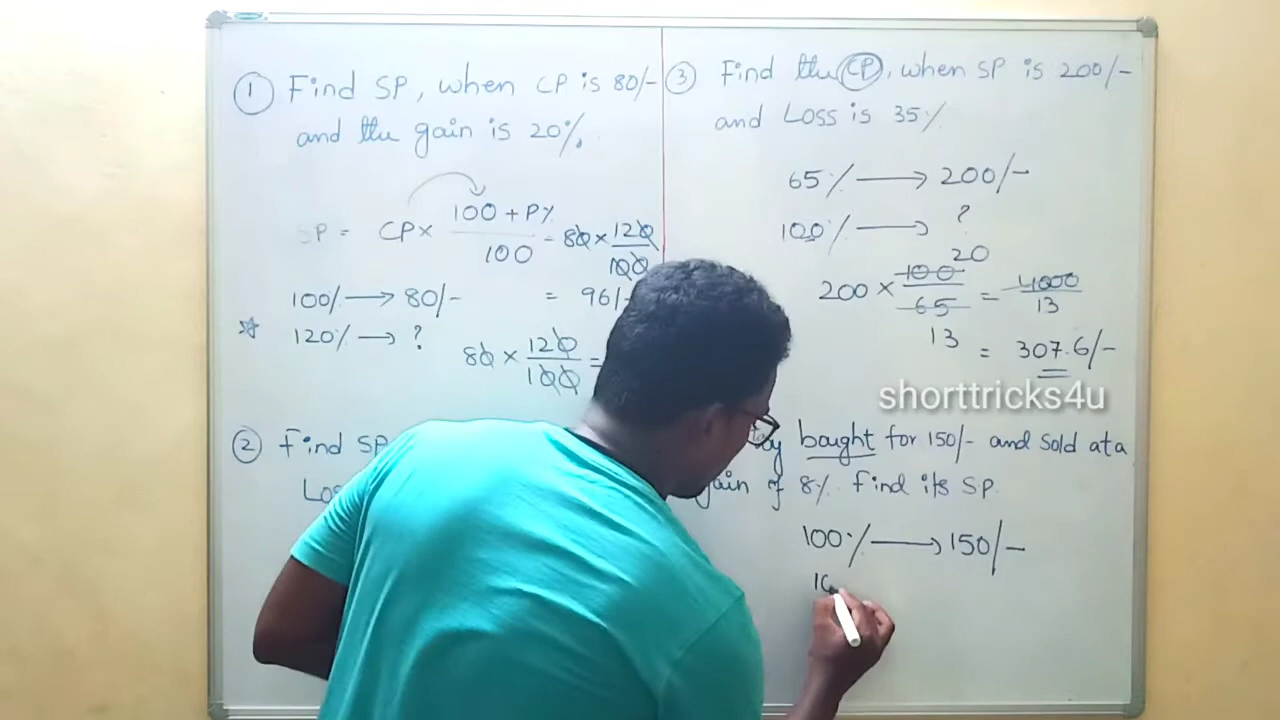 ① Find SP, when CP is 80/-
and the gain is 20%.
SP = CP × (100 + P%)/100 = 80 × 120/100
= 96/-
100% → 80/-
☆ 120% → ?
80 × 120/100 =
② Find SP
③ Find the CP, when SP is 200/-
and Loss is 35%
65% → 200/-
100% → ?
20
200 × 100/65 = 4000/13
13
= 307.6/-
shorttricks4u
bought for 150/- and sold at a
gain of 8%. Find its SP.
100% → 150/-
10